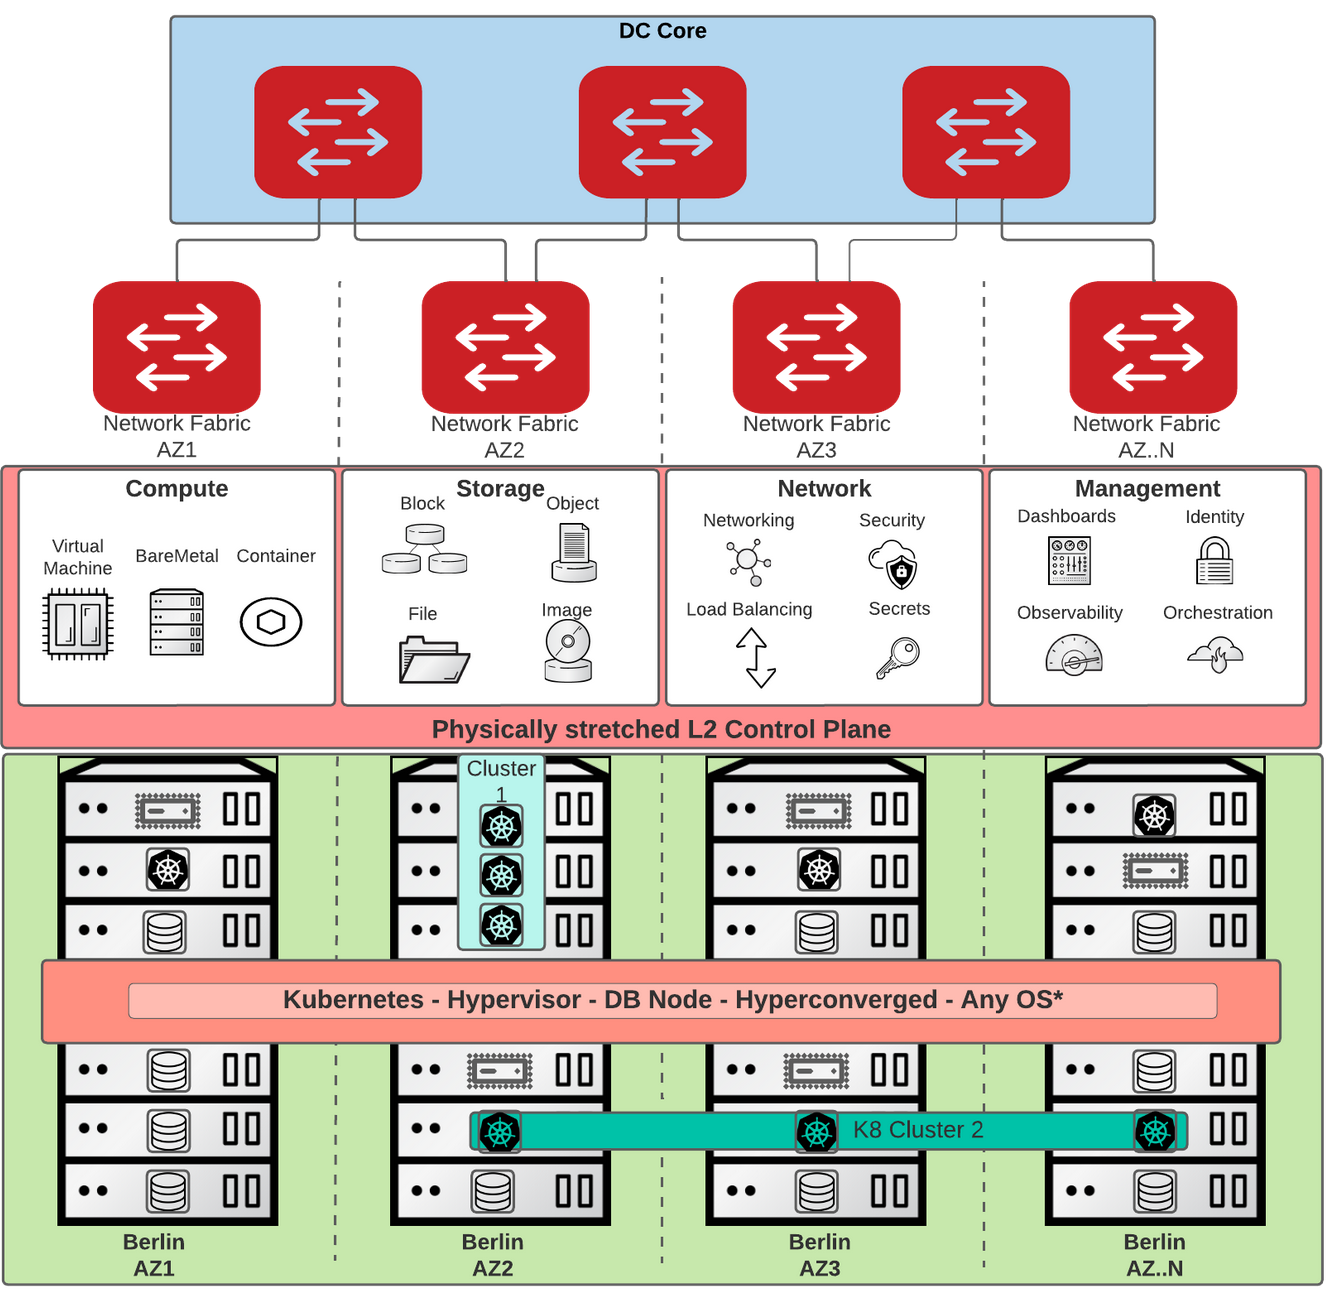 DC Core
Network Fabric
AZ1
Network Fabric
AZ2
Network Fabric
AZ3
Network Fabric
AZ..N
Compute
Virtual
Machine
BareMetal
Container
Storage
Block
Object
File
Image
Network
Networking
Security
Load Balancing
Secrets
Management
Dashboards
Identity
Observability
Orchestration
Physically stretched L2 Control Plane
Cluster
1
Kubernetes - Hypervisor - DB Node - Hyperconverged - Any OS*
K8 Cluster 2
Berlin
AZ1
Berlin
AZ2
Berlin
AZ3
Berlin
AZ..N